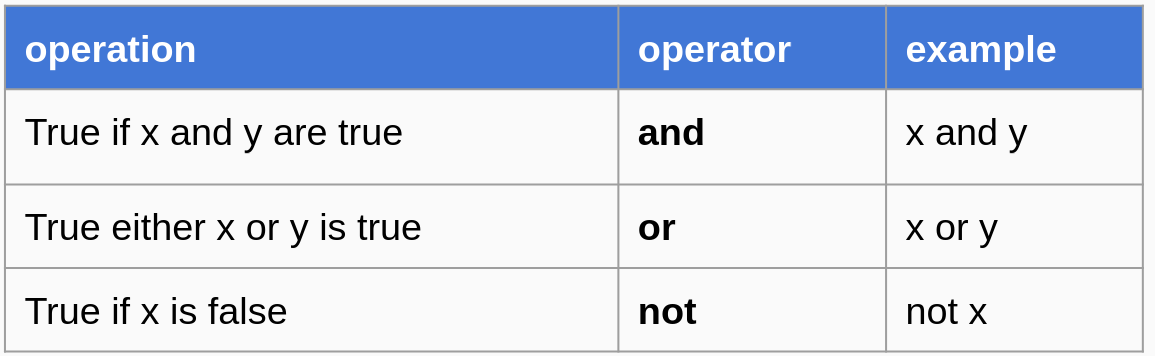 operation operator example
True if x and y are true and x and y
True either x or y is true or x or y
True if x is false not not x